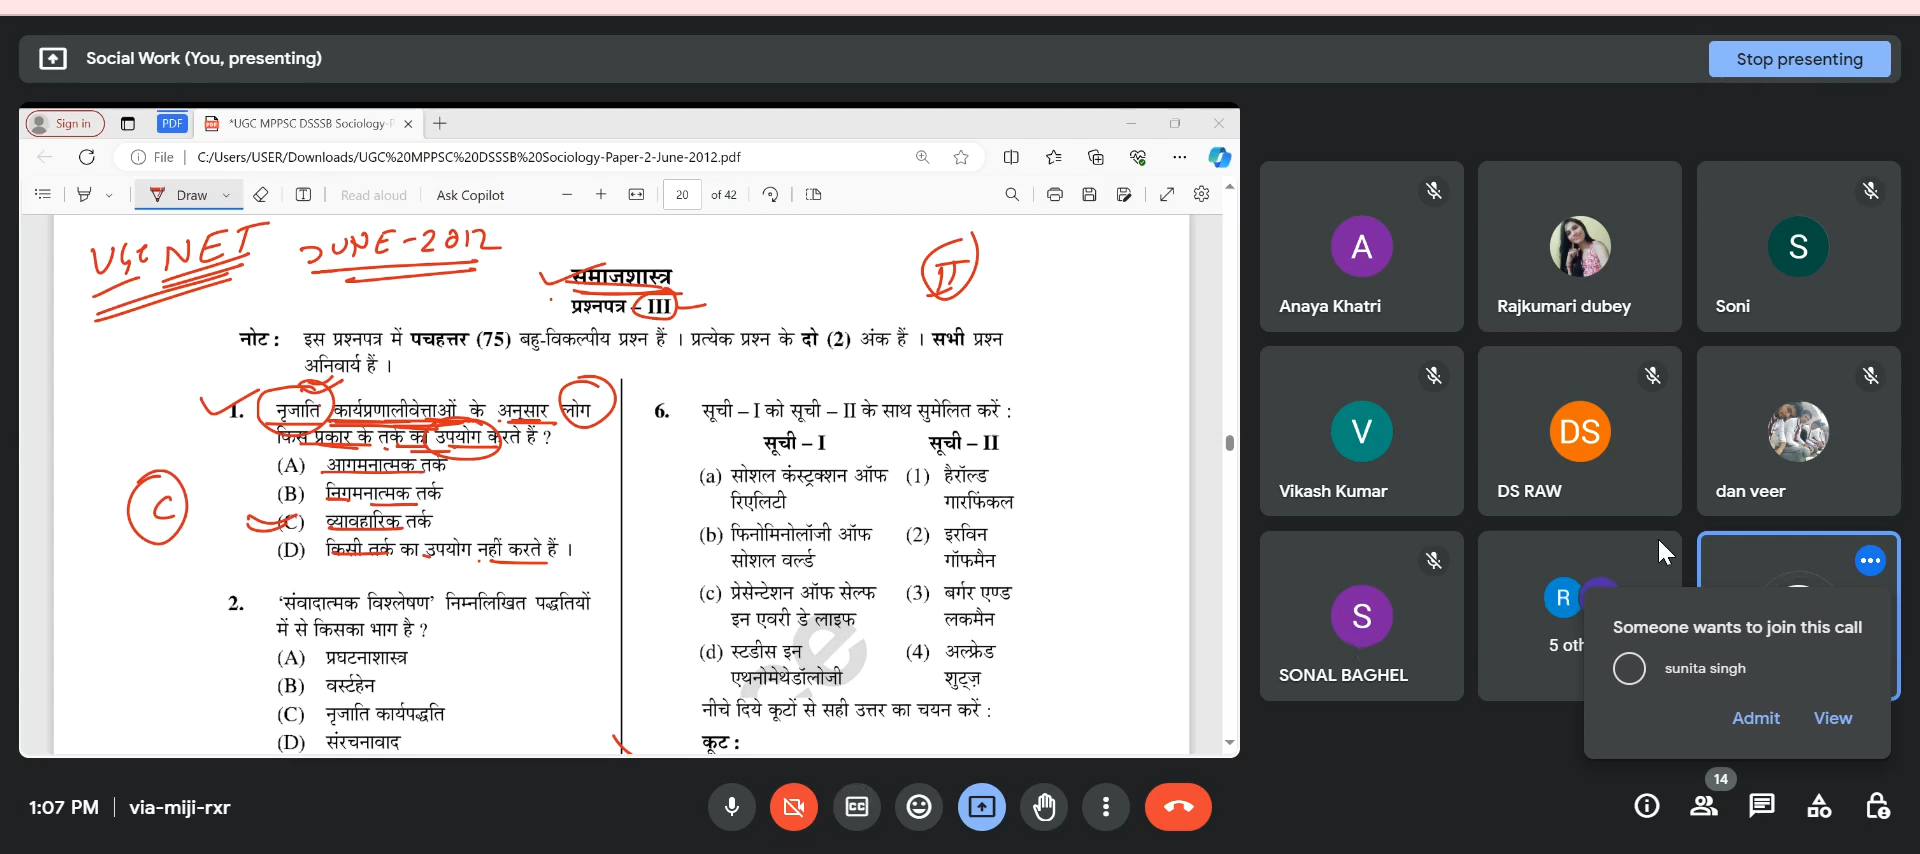 Social Work (You, presenting)
Stop presenting
Sign in
PDF
*UGC MPPSC DSSSB Sociology-P
File | C:/Users/USER/Downloads/UGC%20MPPSC%20DSSSB%20Sociology-Paper-2-June-2012.pdf
Draw
Read aloud
Ask Copilot
20 of 42
UGC NET JUNE-2012
II
समाजशास्त्र
प्रश्नपत्र – III
नोट : इस प्रश्नपत्र में पचहत्तर (75) बहु-विकल्पीय प्रश्न हैं । प्रत्येक प्रश्न के दो (2) अंक हैं । सभी प्रश्न
अनिवार्य हैं ।
1. नृजाति कार्यप्रणालीवेत्ताओं के अनुसार लोग
किस प्रकार के तर्क का उपयोग करते हैं ?
(A) आगमनात्मक तर्क
(B) निगमनात्मक तर्क
(C) व्यावहारिक तर्क
(D) किसी तर्क का उपयोग नहीं करते हैं ।
C
2. 'संवादात्मक विश्लेषण' निम्नलिखित पद्धतियों
में से किसका भाग है ?
(A) प्रघटनाशास्त्र
(B) वर्स्टहेन
(C) नृजाति कार्यपद्धति
(D) संरचनावाद
6. सूची – I को सूची – II के साथ सुमेलित करें :
सूची – I सूची – II
(a) सोशल कंस्ट्रक्शन ऑफ (1) हैरॉल्ड
रिएलिटी गारफिंकल
(b) फिनोमिनोलॉजी ऑफ (2) इरविन
सोशल वर्ल्ड गॉफमैन
(c) प्रेसेन्टेशन ऑफ सेल्फ (3) बर्गर एण्ड
इन एवरी डे लाइफ लकमैन
(d) स्टडीस इन (4) अल्फ्रेड
एथनोमेथेडॉलोजी शुट्ज़
नीचे दिये कूटों से सही उत्तर का चयन करें :
कूट :
A
Anaya Khatri
Rajkumari dubey
S
Soni
V
Vikash Kumar
DS
DS RAW
dan veer
S
SONAL BAGHEL
R
5 oth
Someone wants to join this call
sunita singh
Admit
View
1:07 PM | via-miji-rxr
CC
14